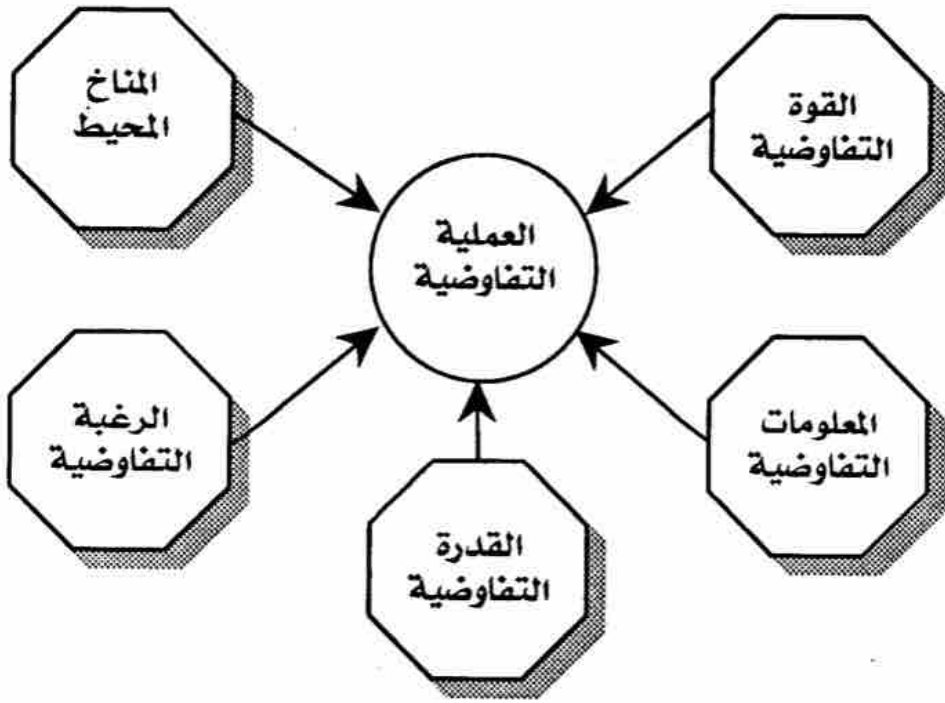 القوة
التفاوضية
المناخ
المحيط
العملية
التفاوضية
المعلومات
التفاوضية
الرغبة
التفاوضية
القدرة
التفاوضية